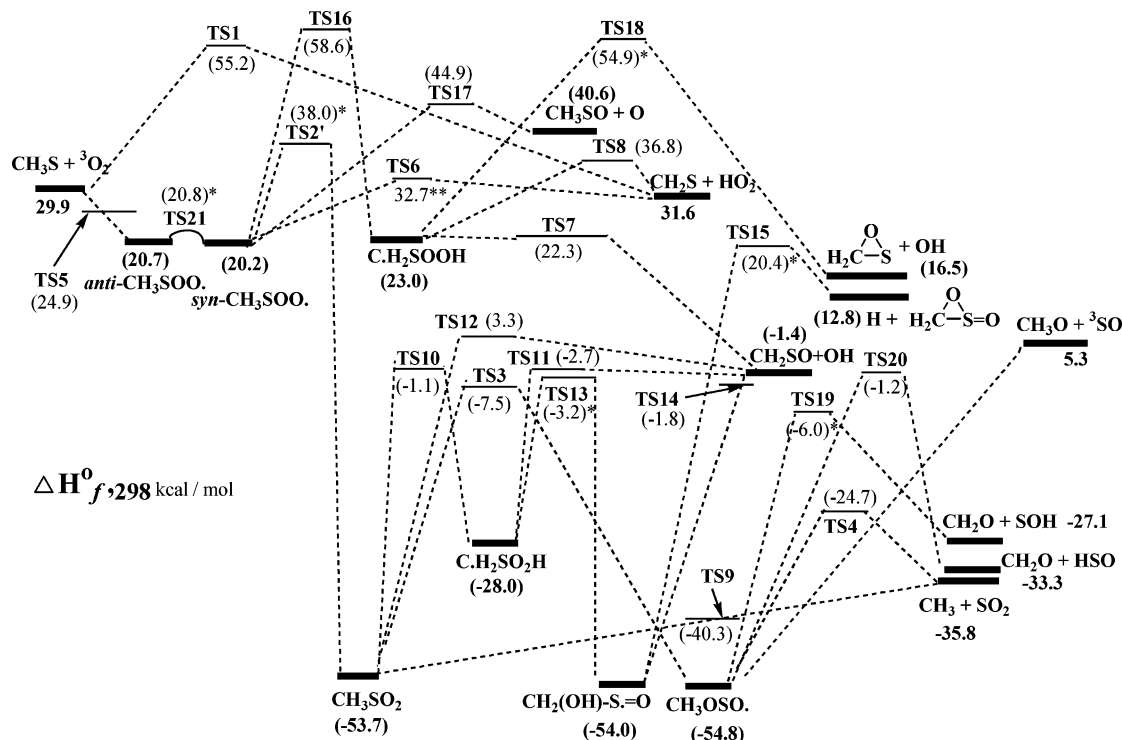 TS16
TS1
(58.6)
(55.2)
TS18
(54.9)*
(44.9)
TS17
(40.6)
CH₃SO + O
(38.0)*
TS2'
TS8 (36.8)
CH₃S + ³O₂
29.9
TS6
32.7**
CH₂S + HO₂
31.6
(20.8)*
TS21
TS7
(22.3)
TS15
(20.4)*
H₂C S O + OH
(16.5)
TS5
(24.9)
(20.7)
anti-CH₃SOO.
(20.2)
syn-CH₃SOO.
C.H₂SOOH
(23.0)
(12.8) H + H₂C S=O O
CH₃O + ³SO
5.3
TS12 (3.3)
(-1.4)
CH₂SO+OH
TS10
(-1.1)
TS11 (-2.7)
TS3
(-7.5)
TS13
(-3.2)*
TS14
(-1.8)
TS20
(-1.2)
TS19
(-6.0)*
△ H°f,298 kcal / mol
(-24.7)
TS4
CH₂O + SOH -27.1
C.H₂SO₂H
(-28.0)
CH₂O + HSO
-33.3
TS9
(-40.3)
CH₃ + SO₂
-35.8
CH₃SO₂
(-53.7)
CH₂(OH)-S.=O
(-54.0)
CH₃OSO.
(-54.8)